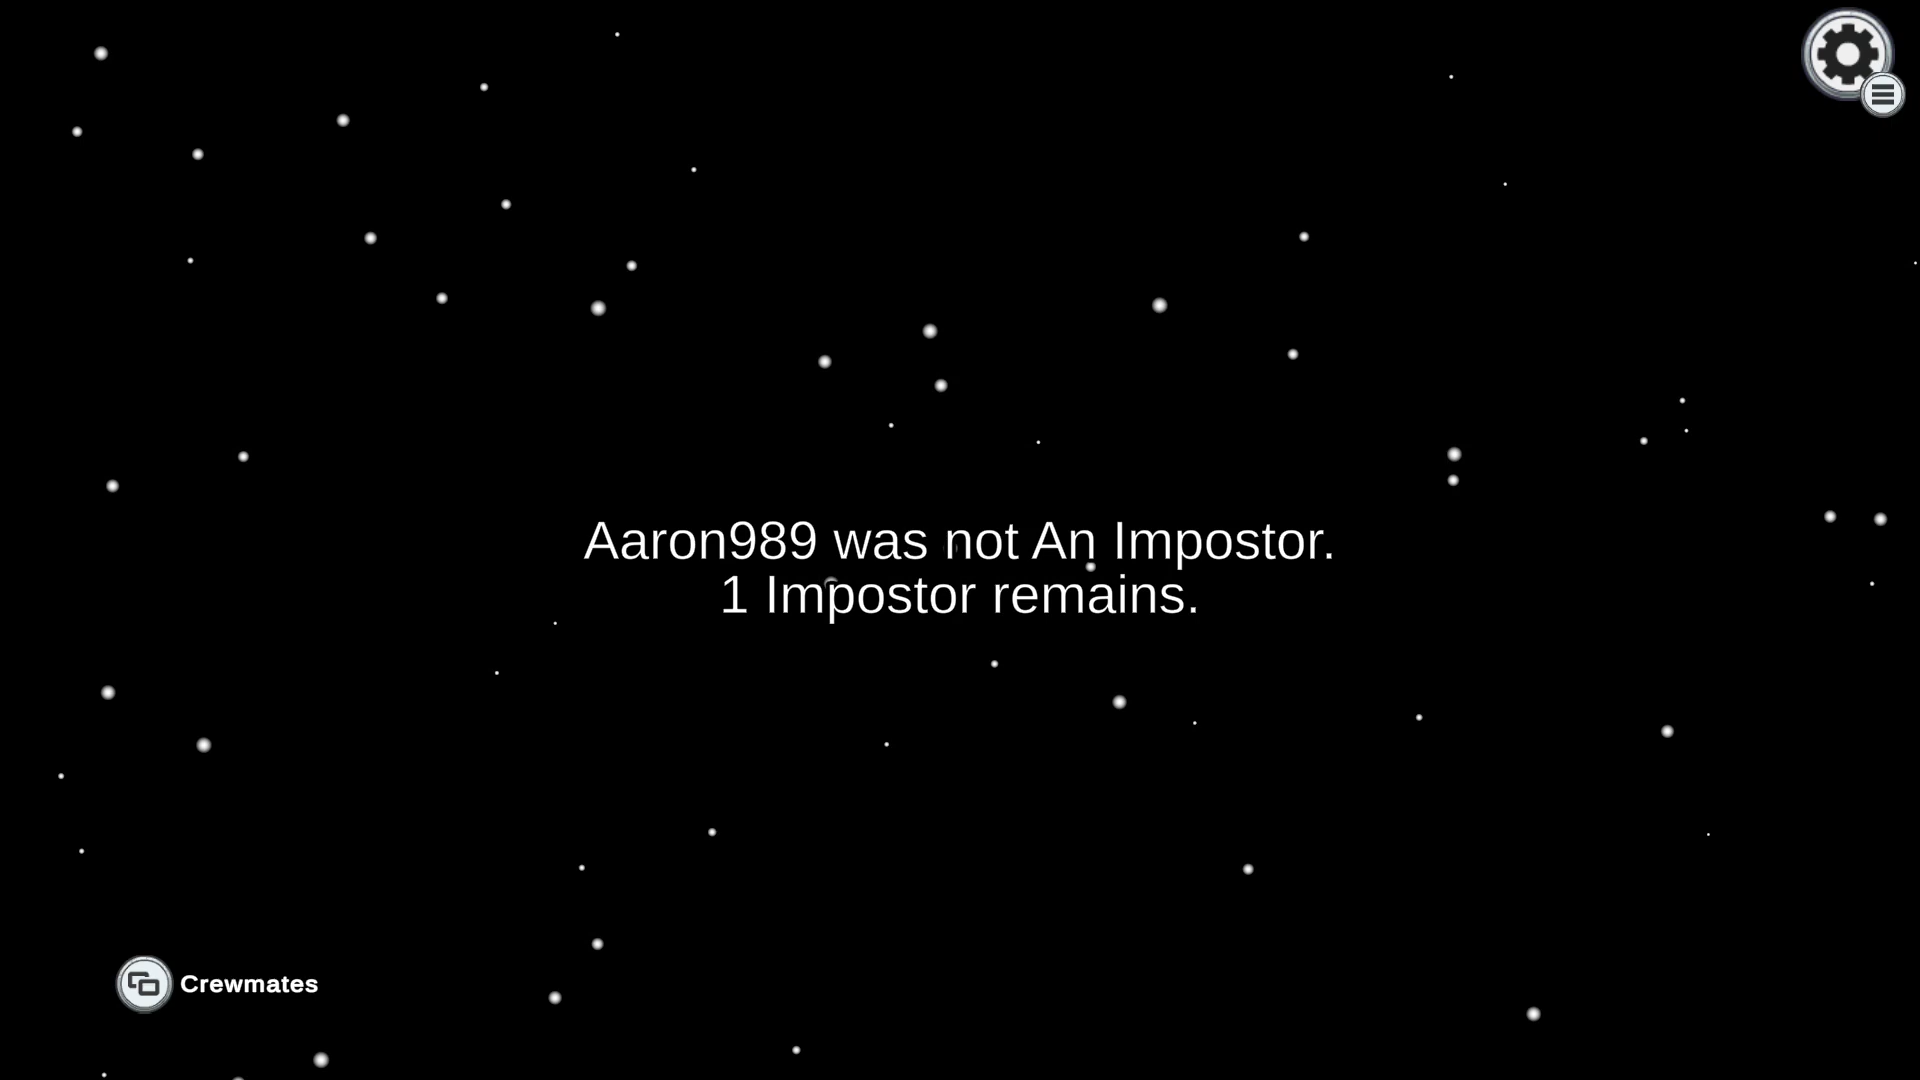 Aaron989 was not An Impostor.
1 Impostor remains.
Crewmates